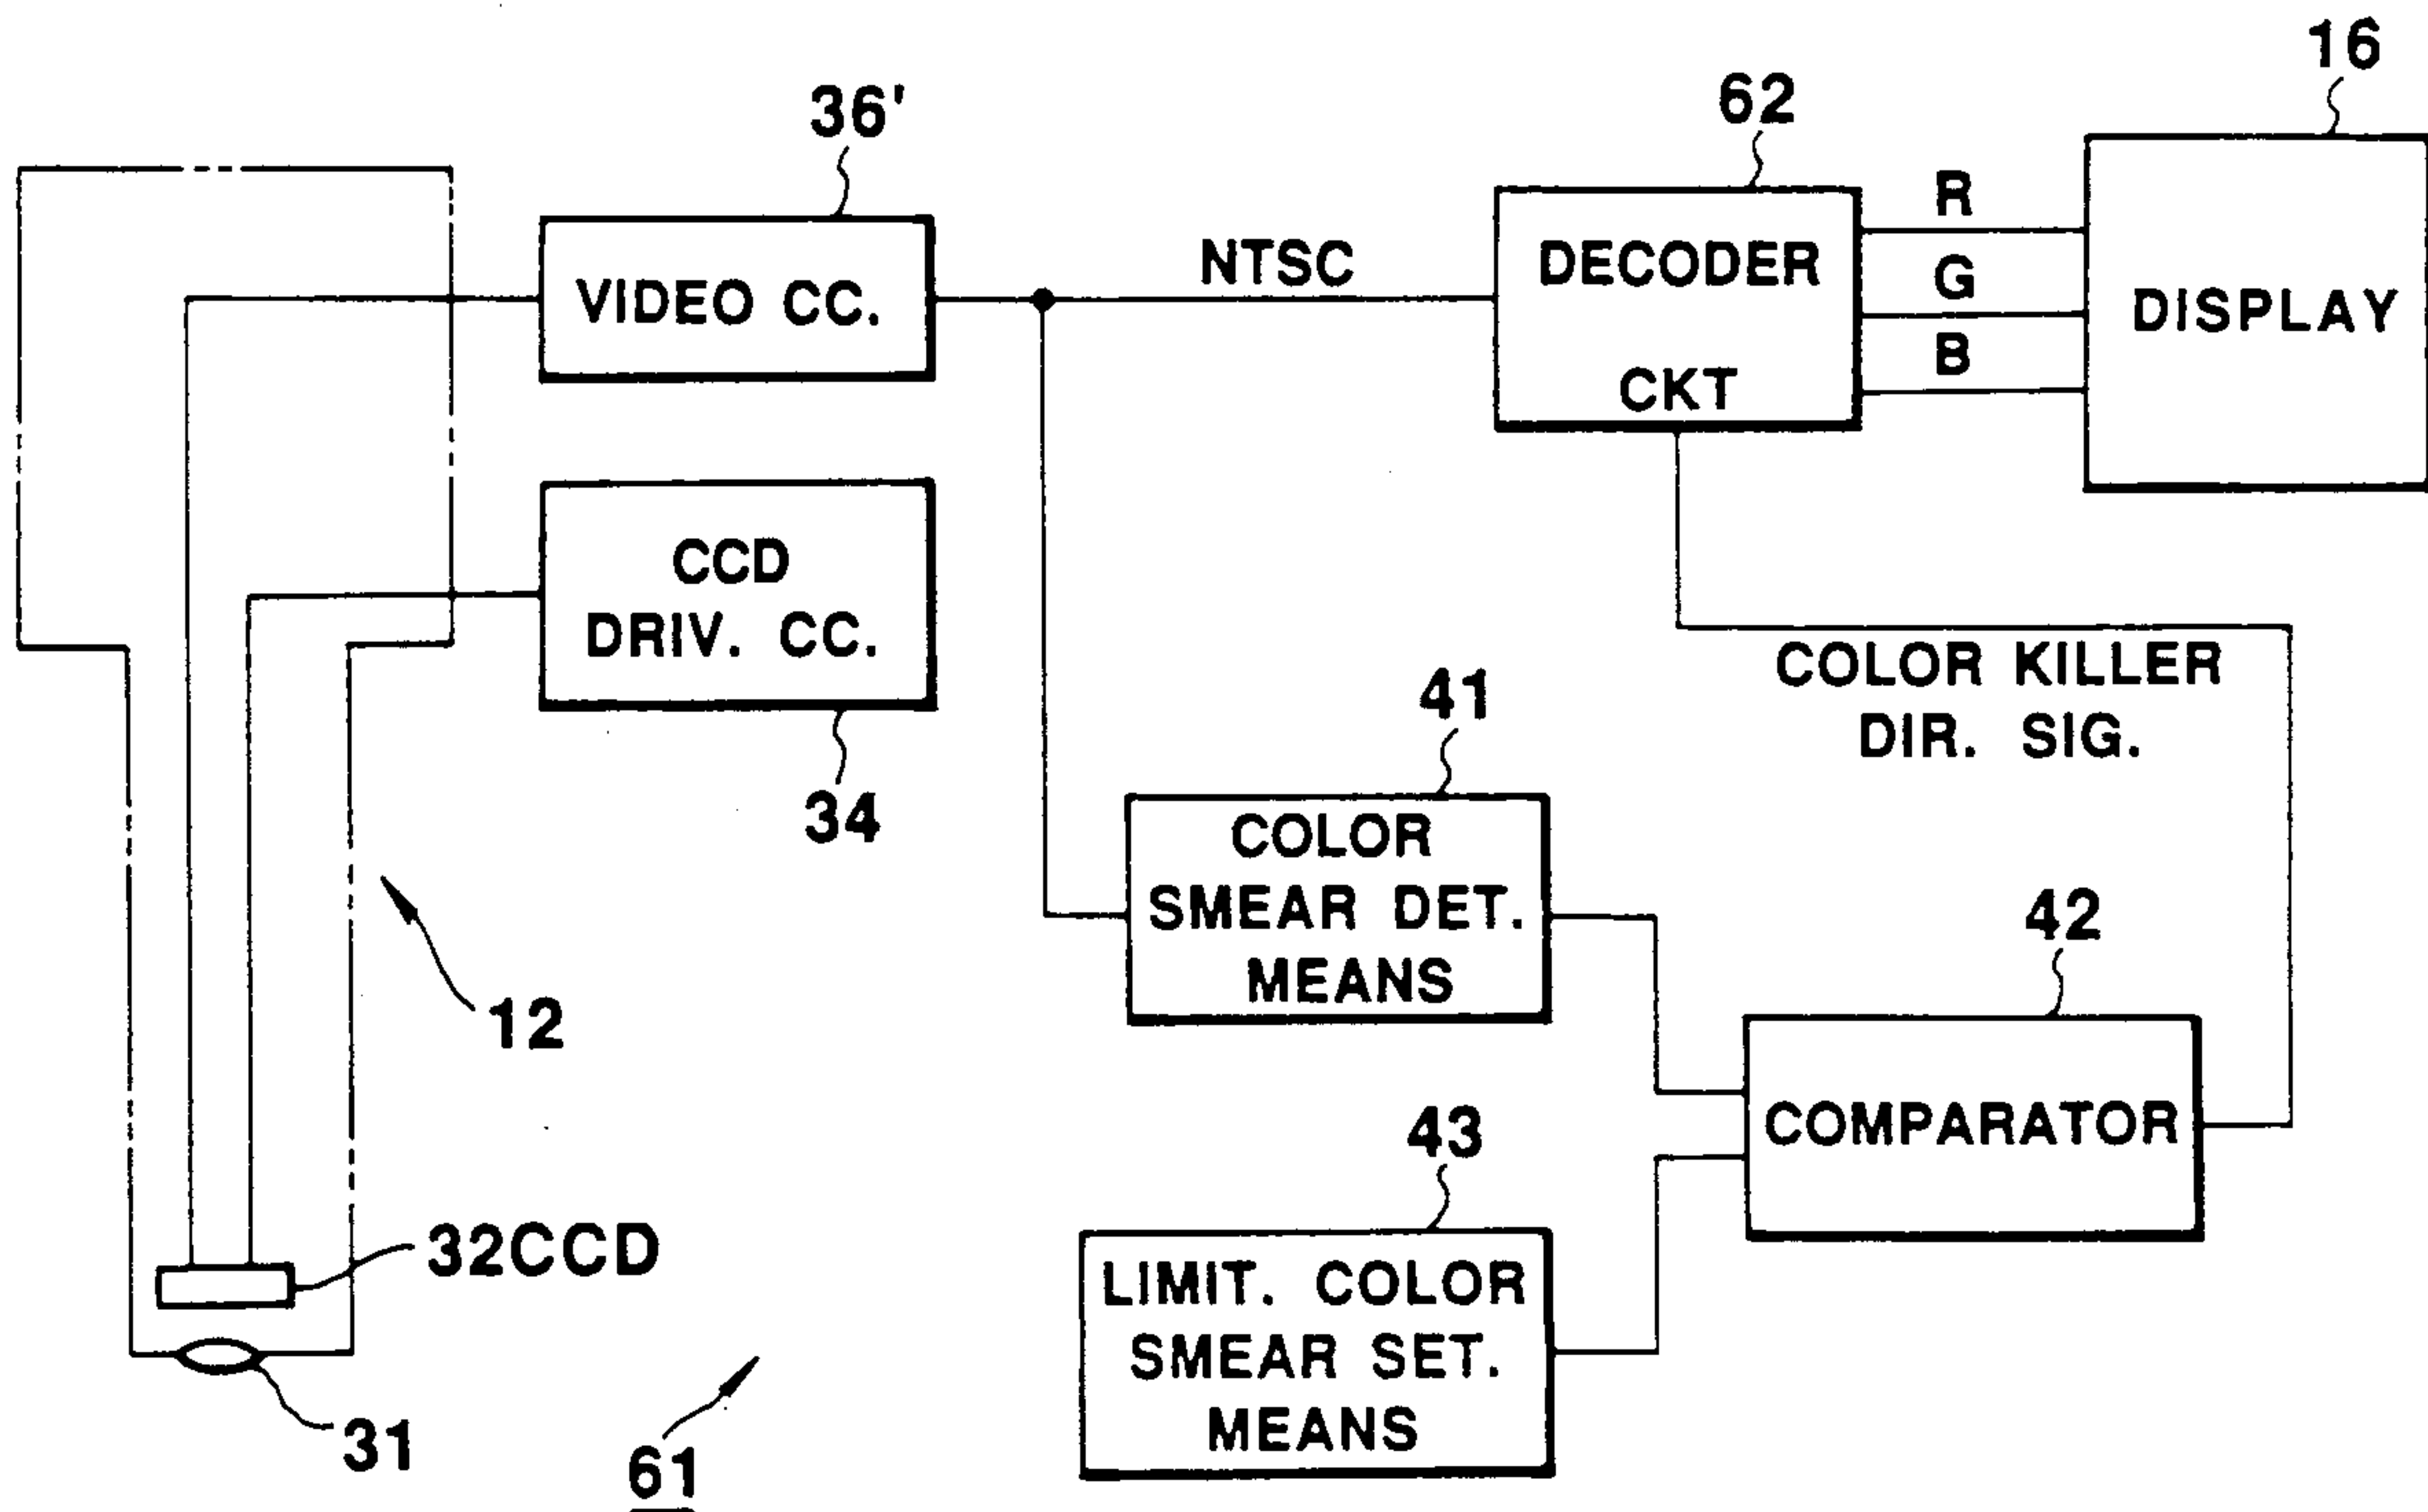 16
62
36'
R
NTSC
DECODER
CKT
G
VIDEO CC.
DISPLAY
B
CCD
DRIV. CC.
34
COLOR KILLER
DIR. SIG.
41
COLOR
SMEAR DET.
MEANS
42
12
COMPARATOR
43
32CCD
LIMIT. COLOR
SMEAR SET.
MEANS
31
61